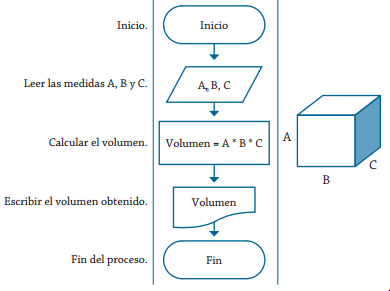 Inicio.
Inicio
Leer las medidas A, B y C.
A, B, C
Calcular el volumen.
Volumen = A * B * C
A
B
C
Escribir el volumen obtenido.
Volumen
Fin del proceso.
Fin